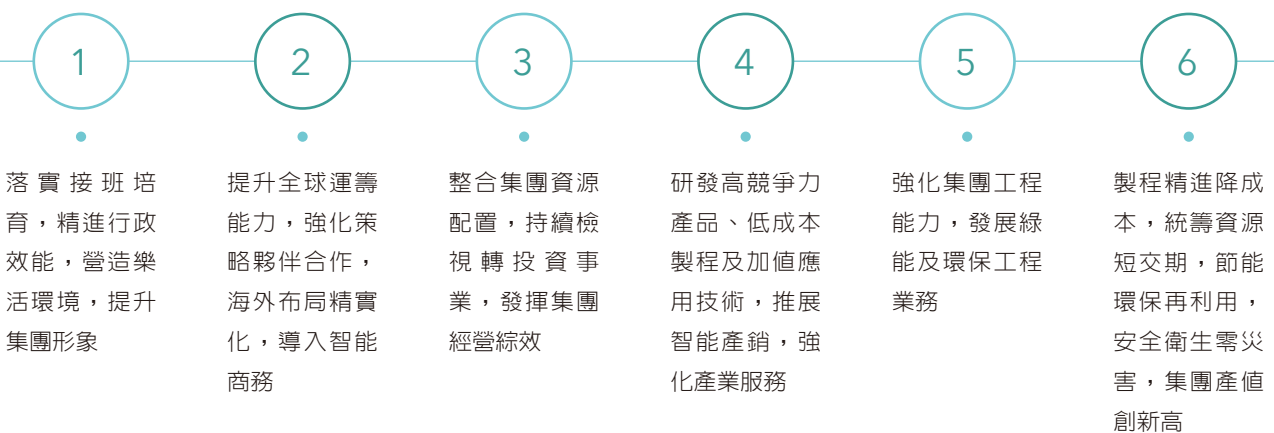 1
落實接班培
育，精進行政
效能，營造樂
活環境，提升
集團形象
2
提升全球運籌
能力，強化策
略夥伴合作，
海外布局精實
化，導入智能
商務
3
整合集團資源
配置，持續檢
視轉投資事
業，發揮集團
經營綜效
4
研發高競爭力
產品、低成本
製程及加值應
用技術，推展
智能產銷，強
化產業服務
5
強化集團工程
能力，發展綠
能及環保工程
業務
6
製程精進降成
本，統籌資源
短交期，節能
環保再利用，
安全衛生零災
害，集團產值
創新高